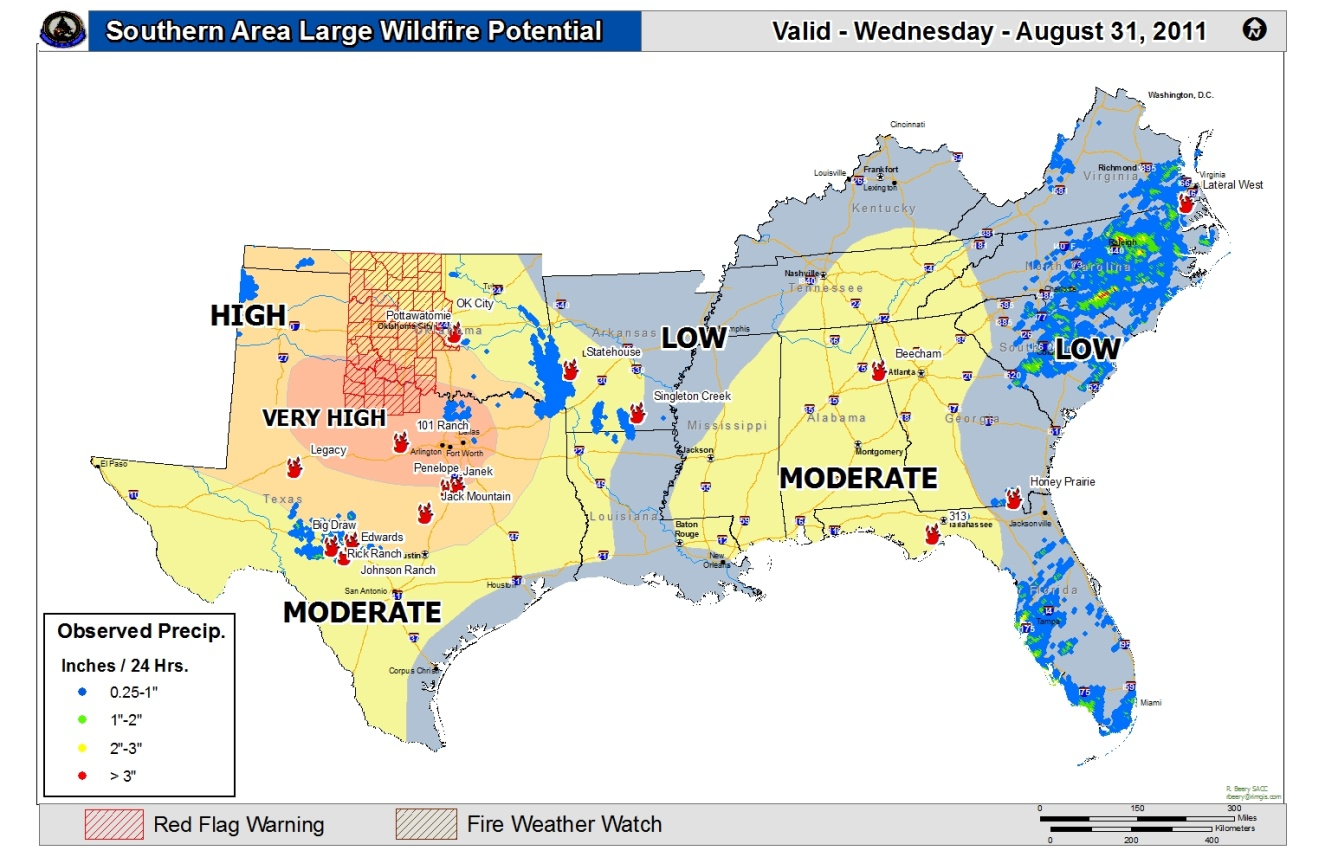 Southern Area Large Wildfire Potential
Valid - Wednesday - August 31, 2011
Washington, D.C.
Cincinnati
Louisville
Frankfort
Lexington
Kentucky
Richmond
Virginia
Virginia
Lateral West
Raleigh
North Carolina
Nashville
Tennessee
HIGH
OK City
Pottawatomie
Oklahoma City
Oklahoma
Arkansas
LOW
Statehouse
Beecham
Atlanta
LOW
VERY HIGH
101 Ranch
Dallas
Arlington
Fort Worth
Singleton Creek
Mississippi
Alabama
Georgia
Legacy
El Paso
Penelope
Janek
Jack Mountain
Jackson
Montgomery
MODERATE
Honey Prairie
Texas
Louisiana
Big Draw
Edwards
Rick Ranch
Johnson Ranch
Baton
Rouge
New
Orleans
313
Tallahassee
Jacksonville
San Antonio
Houston
MODERATE
Florida
Tampa
Corpus Christi
Miami
Observed Precip.
Inches / 24 Hrs.
0.25-1"
1"-2"
2"-3"
> 3"
R. Beery SACC
Red Flag Warning
Fire Weather Watch
0 150 300
Miles
Kilometers
0 200 400